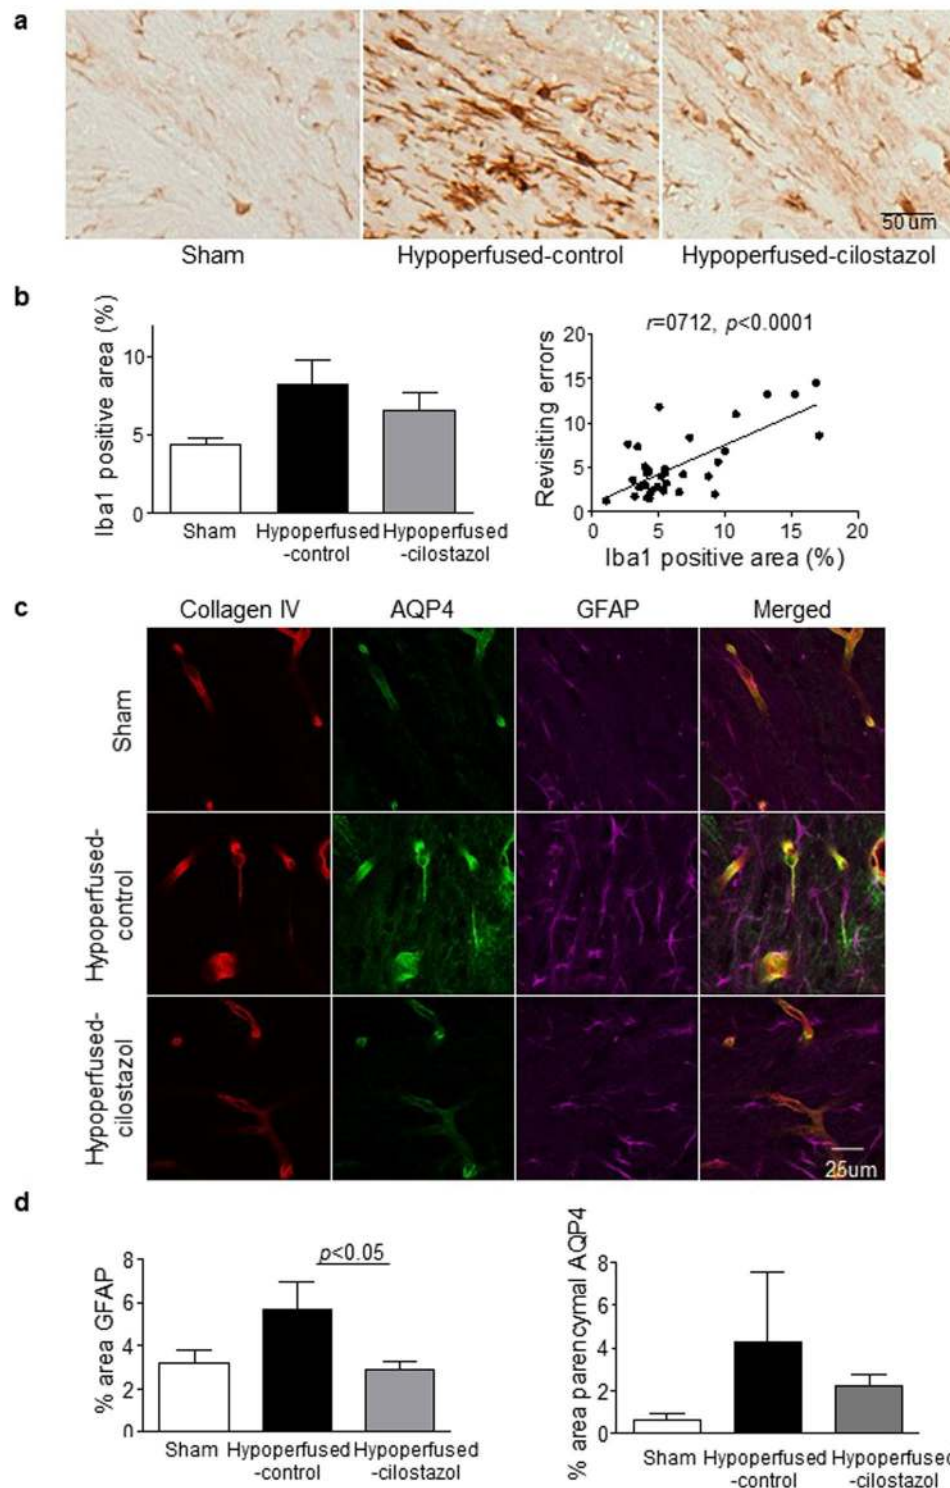 a
50 um
Sham
Hypoperfused-control
Hypoperfused-cilostazol
b
Iba1 positive area (%)
10
5
0
Sham
Hypoperfused
-control
Hypoperfused
-cilostazol
r=0712, p<0.0001
Revisiting errors
20
15
10
5
0
0
5
10
15
20
Iba1 positive area (%)
c
Collagen IV
AQP4
GFAP
Merged
Sham
Hypoperfused-
control
Hypoperfused-
cilostazol
25um
d
% area GFAP
8
6
4
2
0
p<0.05
Sham
Hypoperfused
-control
Hypoperfused
-cilostazol
% area parencymal AQP4
8
6
4
2
0
Sham
Hypoperfused
-control
Hypoperfused
-cilostazol